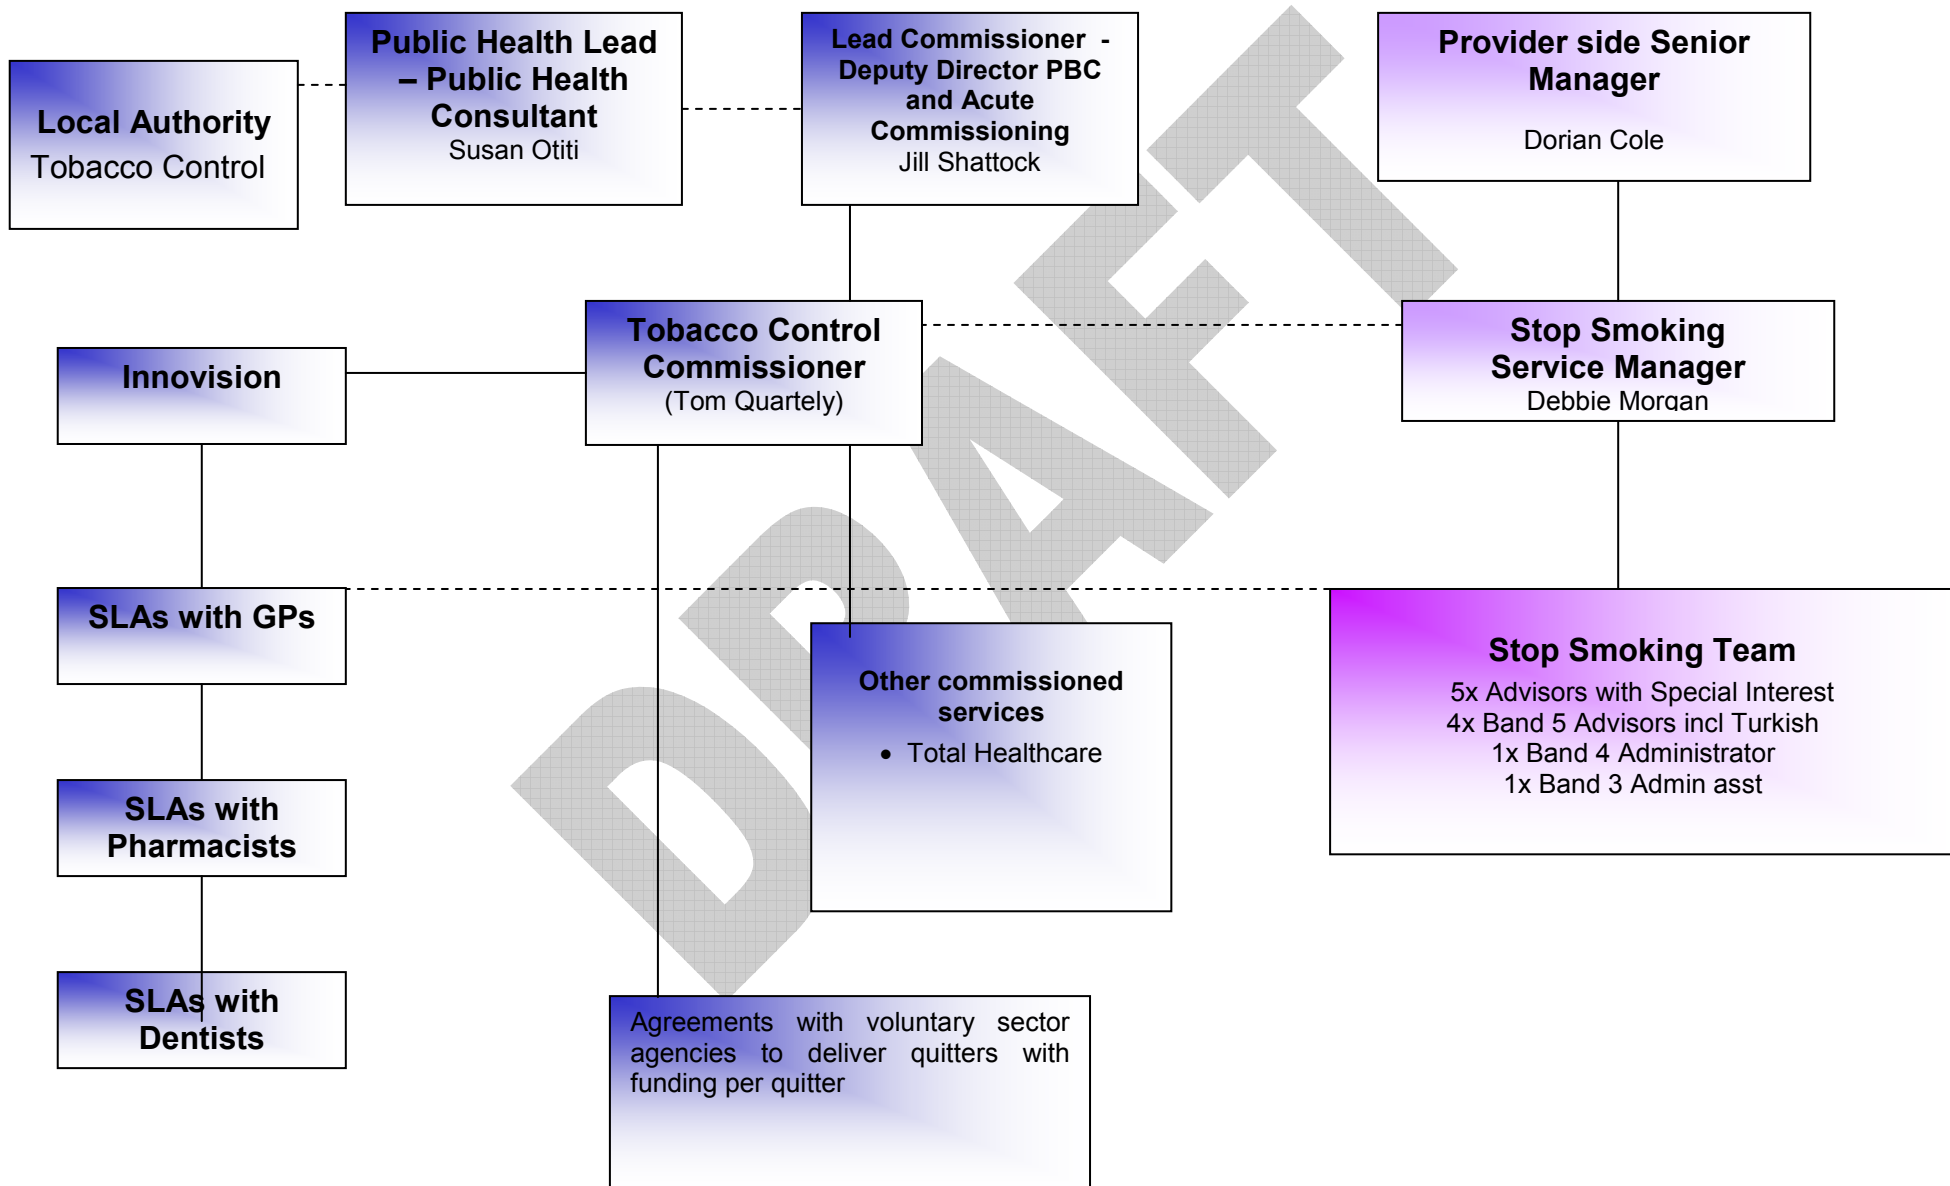 Local Authority
Tobacco Control
Public Health Lead
– Public Health
Consultant
Susan Otiti
Lead Commissioner -
Deputy Director PBC
and Acute
Commissioning
Jill Shattock
Provider side Senior
Manager
Dorian Cole
Innovision
Tobacco Control
Commissioner
(Tom Quartely)
Stop Smoking
Service Manager
Debbie Morgan
SLAs with GPs
SLAs with
Pharmacists
SLAs with
Dentists
Other commissioned
services
• Total Healthcare
Stop Smoking Team
5x Advisors with Special Interest
4x Band 5 Advisors incl Turkish
1x Band 4 Administrator
1x Band 3 Admin asst
Agreements with voluntary sector
agencies to deliver quitters with
funding per quitter
DRAFT